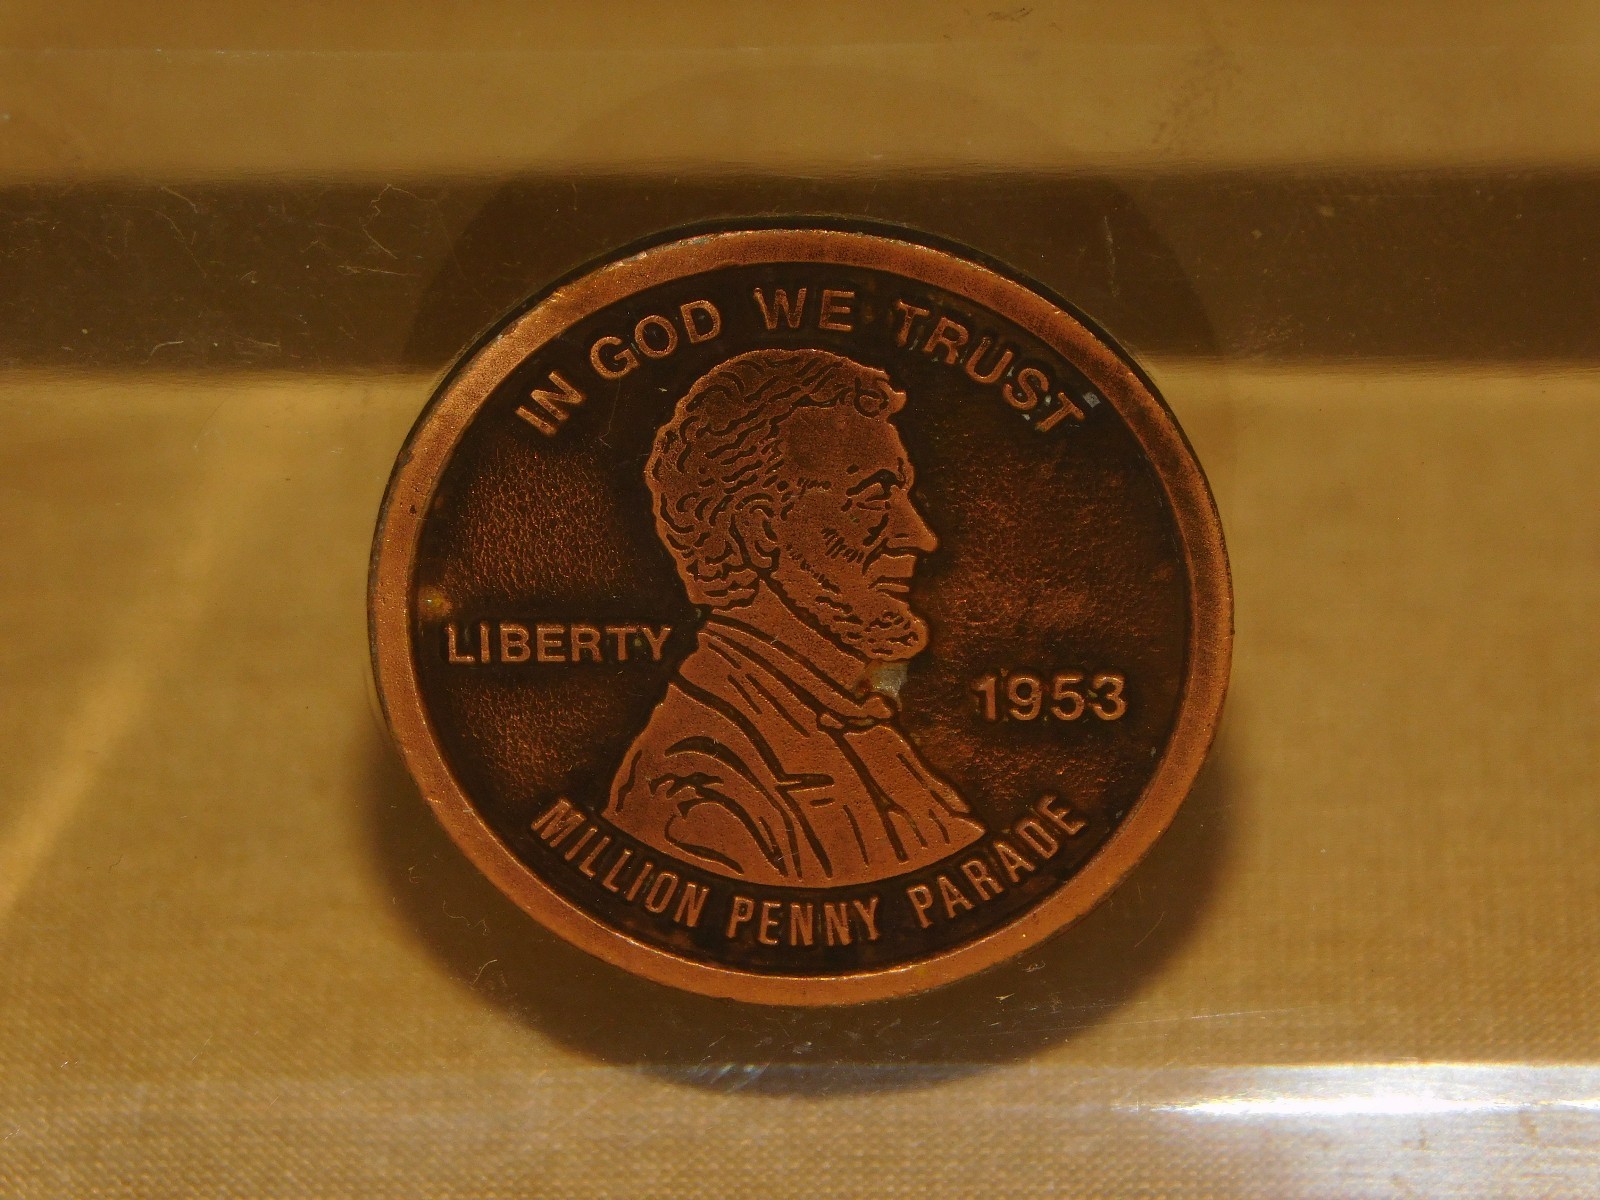 IN GOD WE TRUST
LIBERTY
1953
MILLION PENNY PARADE